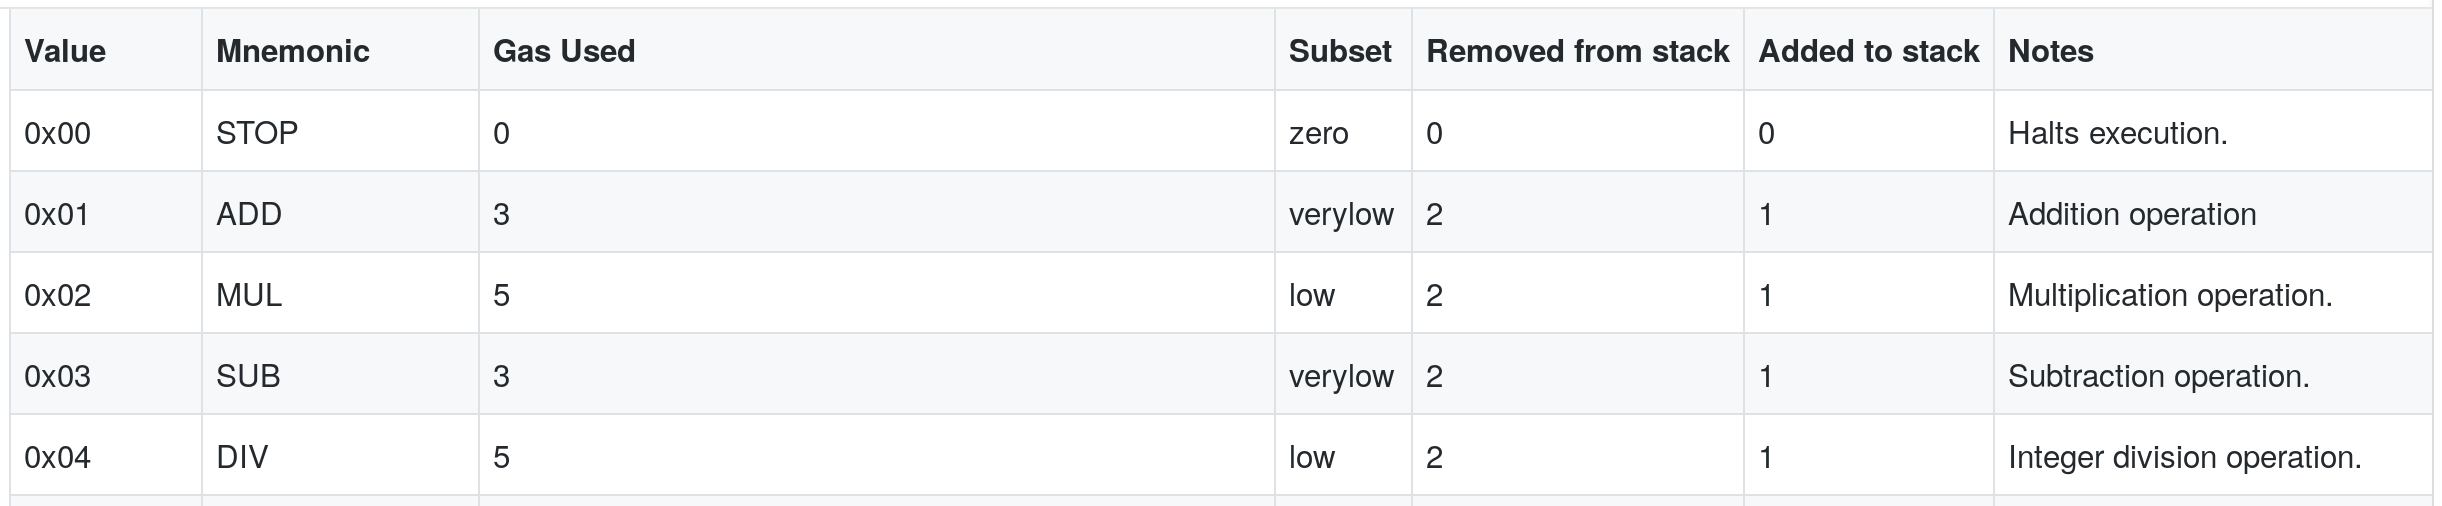 Value Mnemonic Gas Used Subset Removed from stack Added to stack Notes
0x00 STOP 0 zero 0 0 Halts execution.
0x01 ADD 3 verylow 2 1 Addition operation
0x02 MUL 5 low 2 1 Multiplication operation.
0x03 SUB 3 verylow 2 1 Subtraction operation.
0x04 DIV 5 low 2 1 Integer division operation.